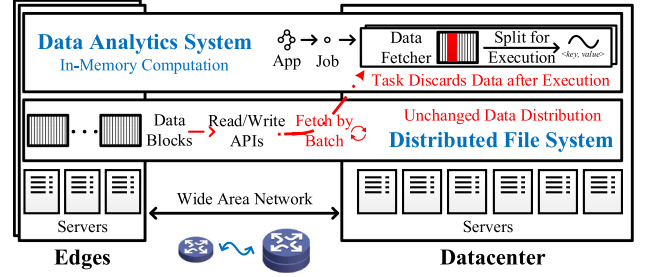 Data Analytics System
In-Memory Computation
App
Job
Data
Fetcher
Split for
Execution
<key, value>
Task Discards Data after Execution
Data
Blocks
Read/Write
APIs
Fetch by
Batch
Unchanged Data Distribution
Distributed File System
Servers
Wide Area Network
Servers
Edges
Datacenter